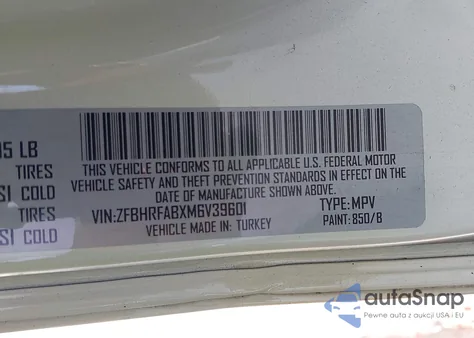 05 LB
TIRES
SI COLD
TIRES
SI COLD
THIS VEHICLE CONFORMS TO ALL APPLICABLE U.S. FEDERAL MOTOR
VEHICLE SAFETY AND THEFT PREVENTION STANDARDS IN EFFECT ON
THE DATE OF MANUFACTURE SHOWN ABOVE.
VIN:ZFBHRFABXM6V39601 TYPE:MPV
VEHICLE MADE IN: TURKEY PAINT: 850/B
autoSnap
Pewne auta z aukcji USA i EU